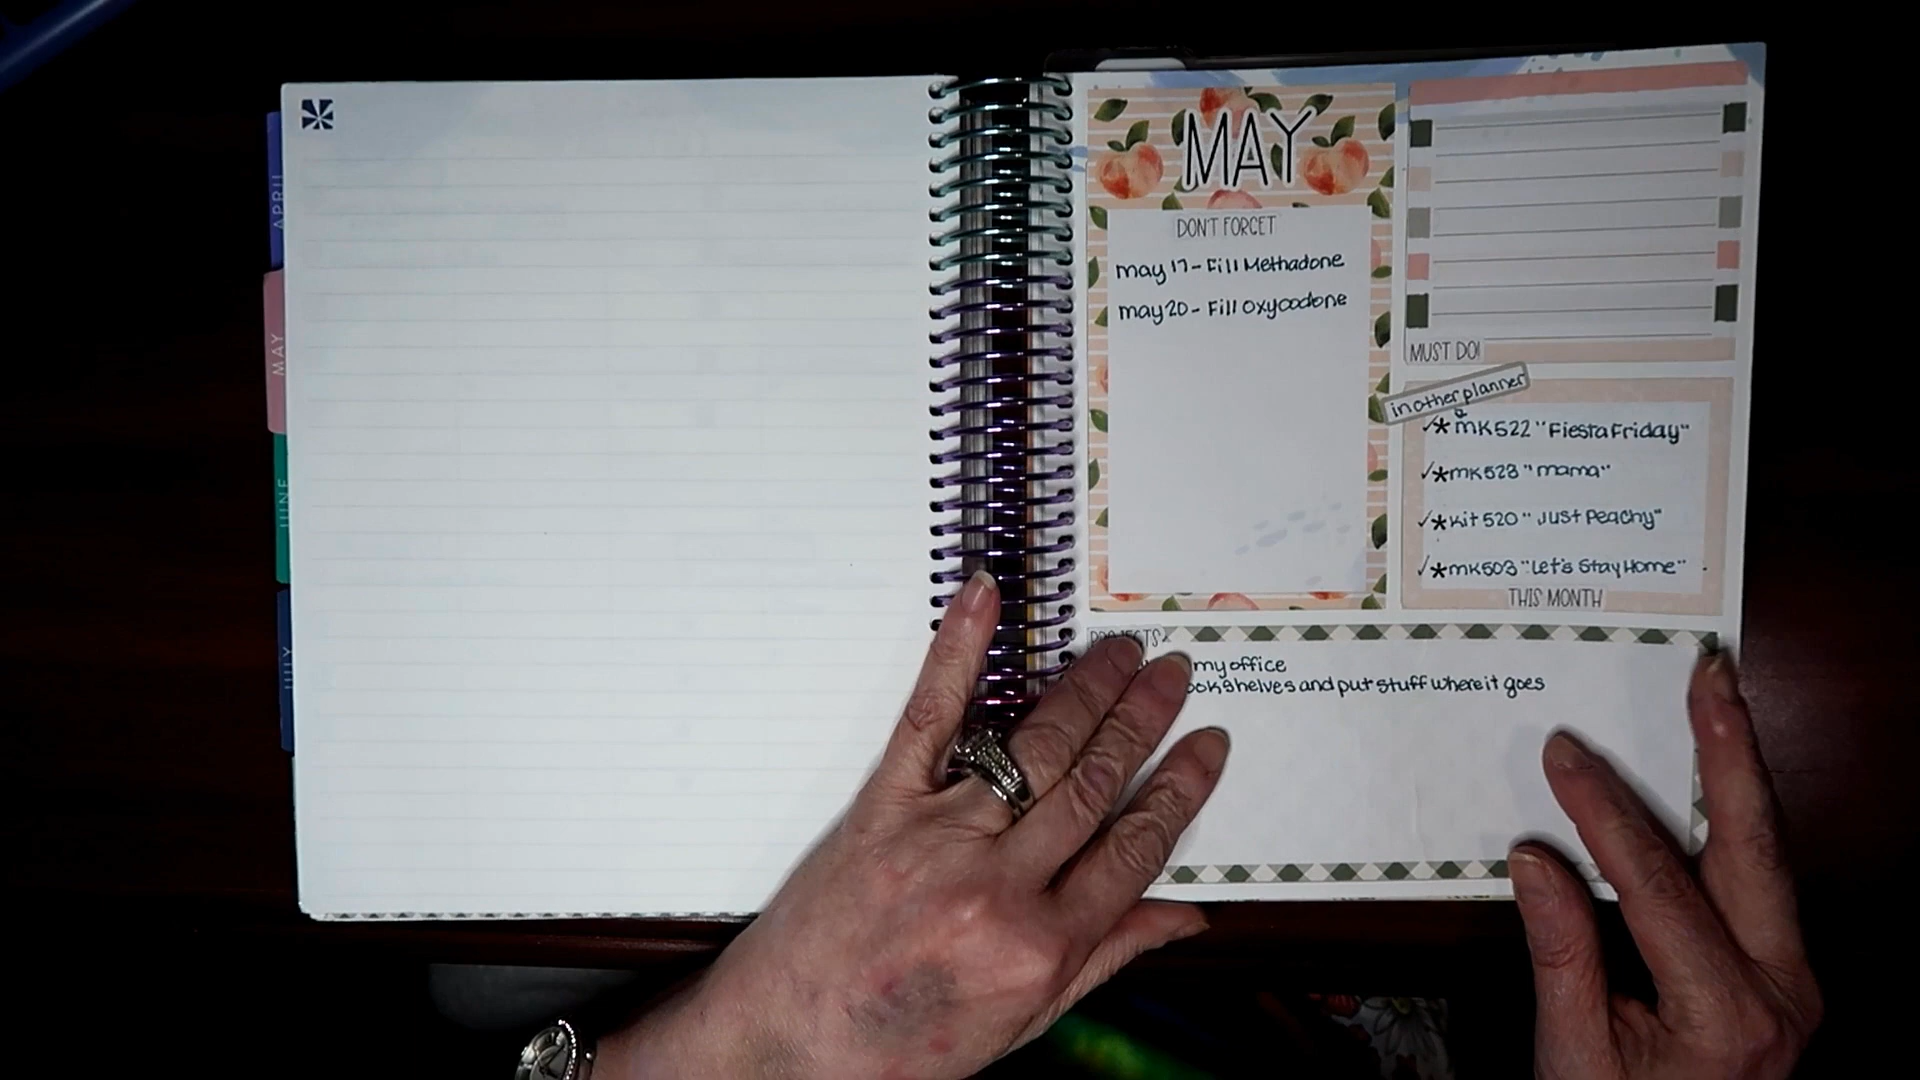 APRIL
MAY
JUNE
JULY
MAY
DON'T FORGET
may 17 - Fill Methadone
may 20 - Fill Oxycodone
MUST DO!
in other planner
✓*mK522 "Fiesta Friday"
✓*mK523 "mama"
✓*Kit 520 "Just Peachy"
✓*mK503 "Let's Stay Home"
THIS MONTH
PROJECTS
my office
and put stuff where it goes